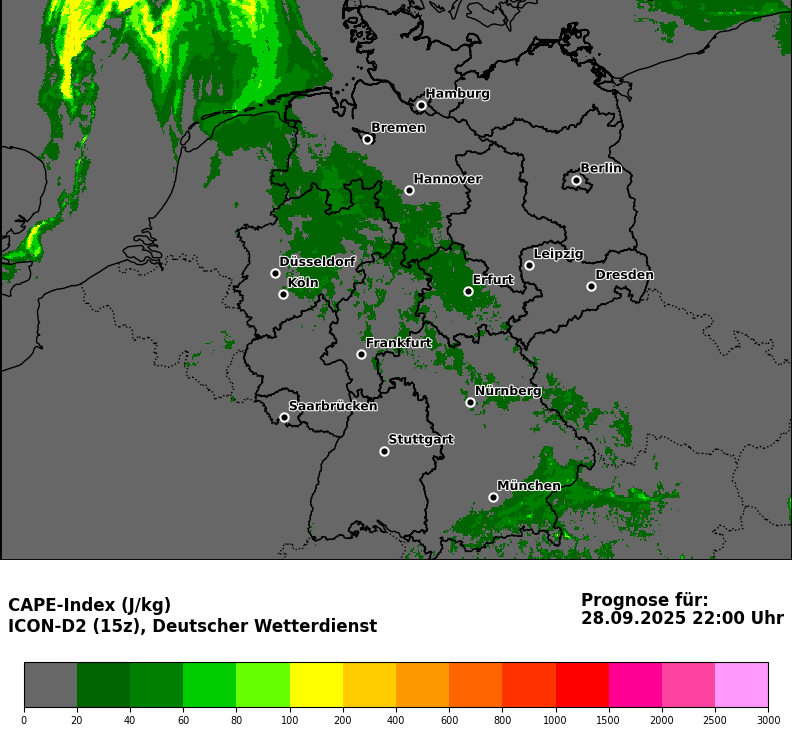 Hamburg
Bremen
Berlin
Hannover
Leipzig
Düsseldorf
Dresden
Köln
Erfurt
Frankfurt
Nürnberg
Saarbrücken
Stuttgart
München
CAPE-Index (J/kg)
ICON-D2 (15z), Deutscher Wetterdienst
Prognose für:
28.09.2025 22:00 Uhr
0 20 40 60 80 100 200 400 600 800 1000 1500 2000 2500 3000